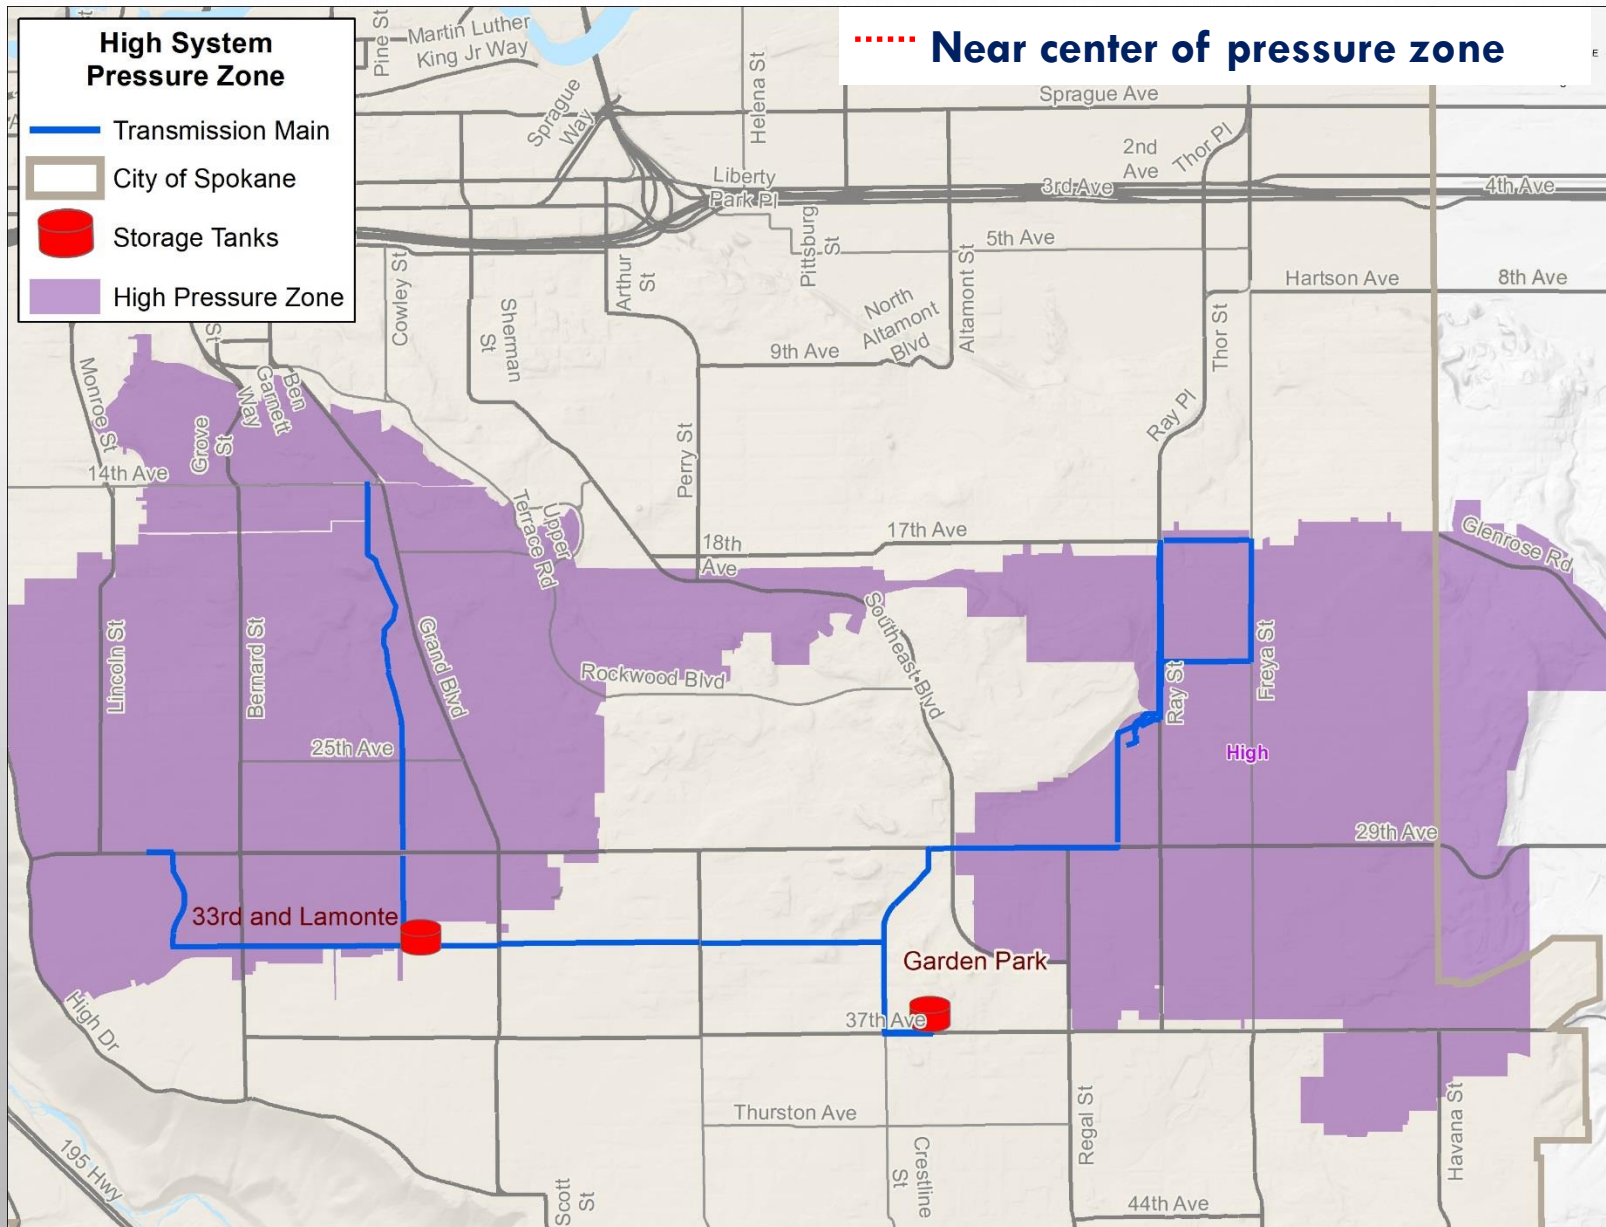 High System
Pressure Zone
Transmission Main
City of Spokane
Storage Tanks
High Pressure Zone
Near center of pressure zone
E
Pine St
Martin Luther
King Jr Way
Sprague
Way
Helena St
Sprague Ave
2nd
Ave
Thor Pl
Liberty
Park Pl
3rd Ave
4th Ave
Pittsburg
St
5th Ave
Hartson Ave
8th Ave
Cowley St
Sherman
St
Arthur
St
North
Altamont
Blvd
Altamont St
9th Ave
Thor St
St
Monroe St
Grove
St
Garnett
Way
Ben
Ray Pl
Perry St
14th Ave
Upper
Terrace Rd
18th
Ave
17th Ave
Glenrose Rd
Lincoln St
Bernard St
Grand Blvd
Rockwood Blvd
Southeast Blvd
Ray St
Freya St
25th Ave
High
29th Ave
33rd and Lamonte
Garden Park
37th Ave
High Dr
195 Hwy
Thurston Ave
Scott
St
Crestline
St
Regal St
44th Ave
Havana St